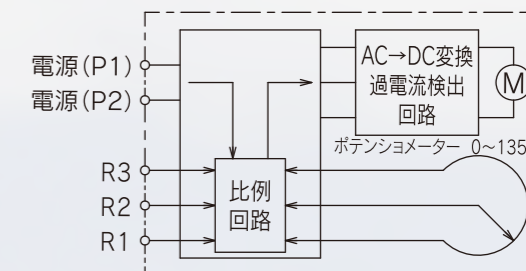 電源(P1)
電源(P2)
R3
R2
R1
比例
回路
AC→DC変換
過電流検出
回路
M
ポテンショメーター 0~135